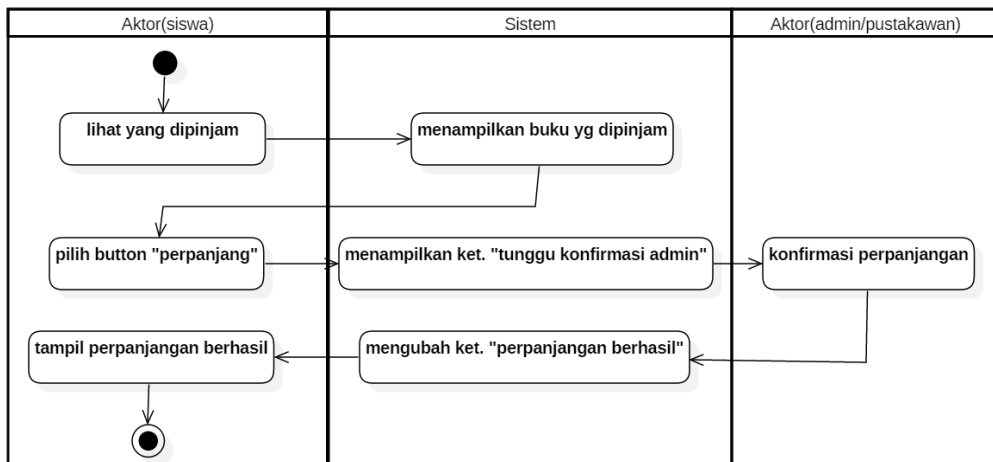 Aktor(siswa)
Sistem
Aktor(admin/pustakawan)
lihat yang dipinjam
menampilkan buku yg dipinjam
pilih button "perpanjang"
menampilkan ket. "tunggu konfirmasi admin"
konfirmasi perpanjangan
tampil perpanjangan berhasil
mengubah ket. "perpanjangan berhasil"